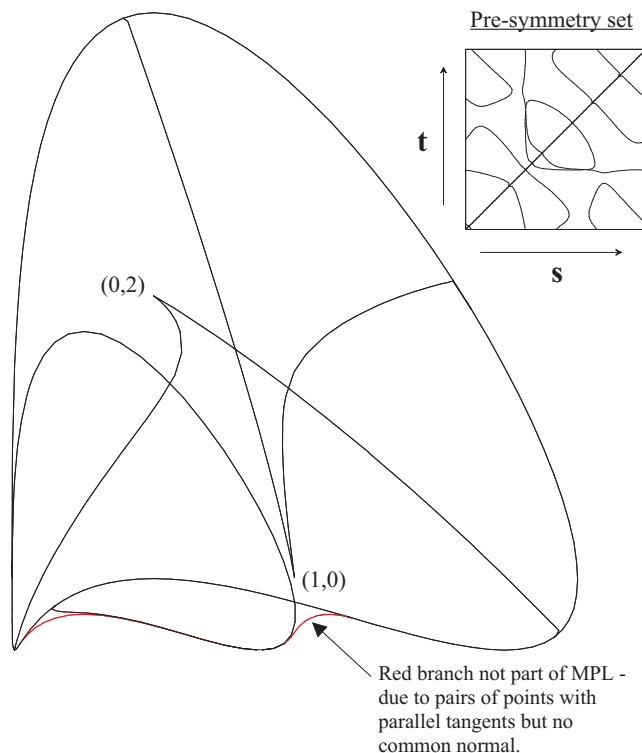 Pre-symmetry set
t
s
(0,2)
(1,0)
Red branch not part of MPL -
due to pairs of points with
parallel tangents but no
common normal.